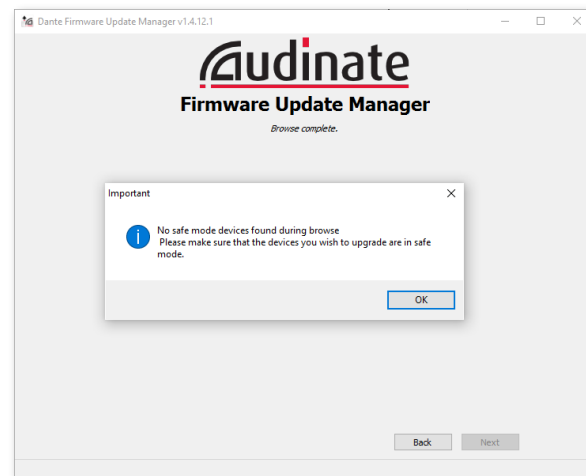 Dante Firmware Update Manager v1.4.12.1
Audinate
Firmware Update Manager
Browse complete.
Important
No safe mode devices found during browse
Please make sure that the devices you wish to upgrade are in safe
mode.
OK
Back
Next